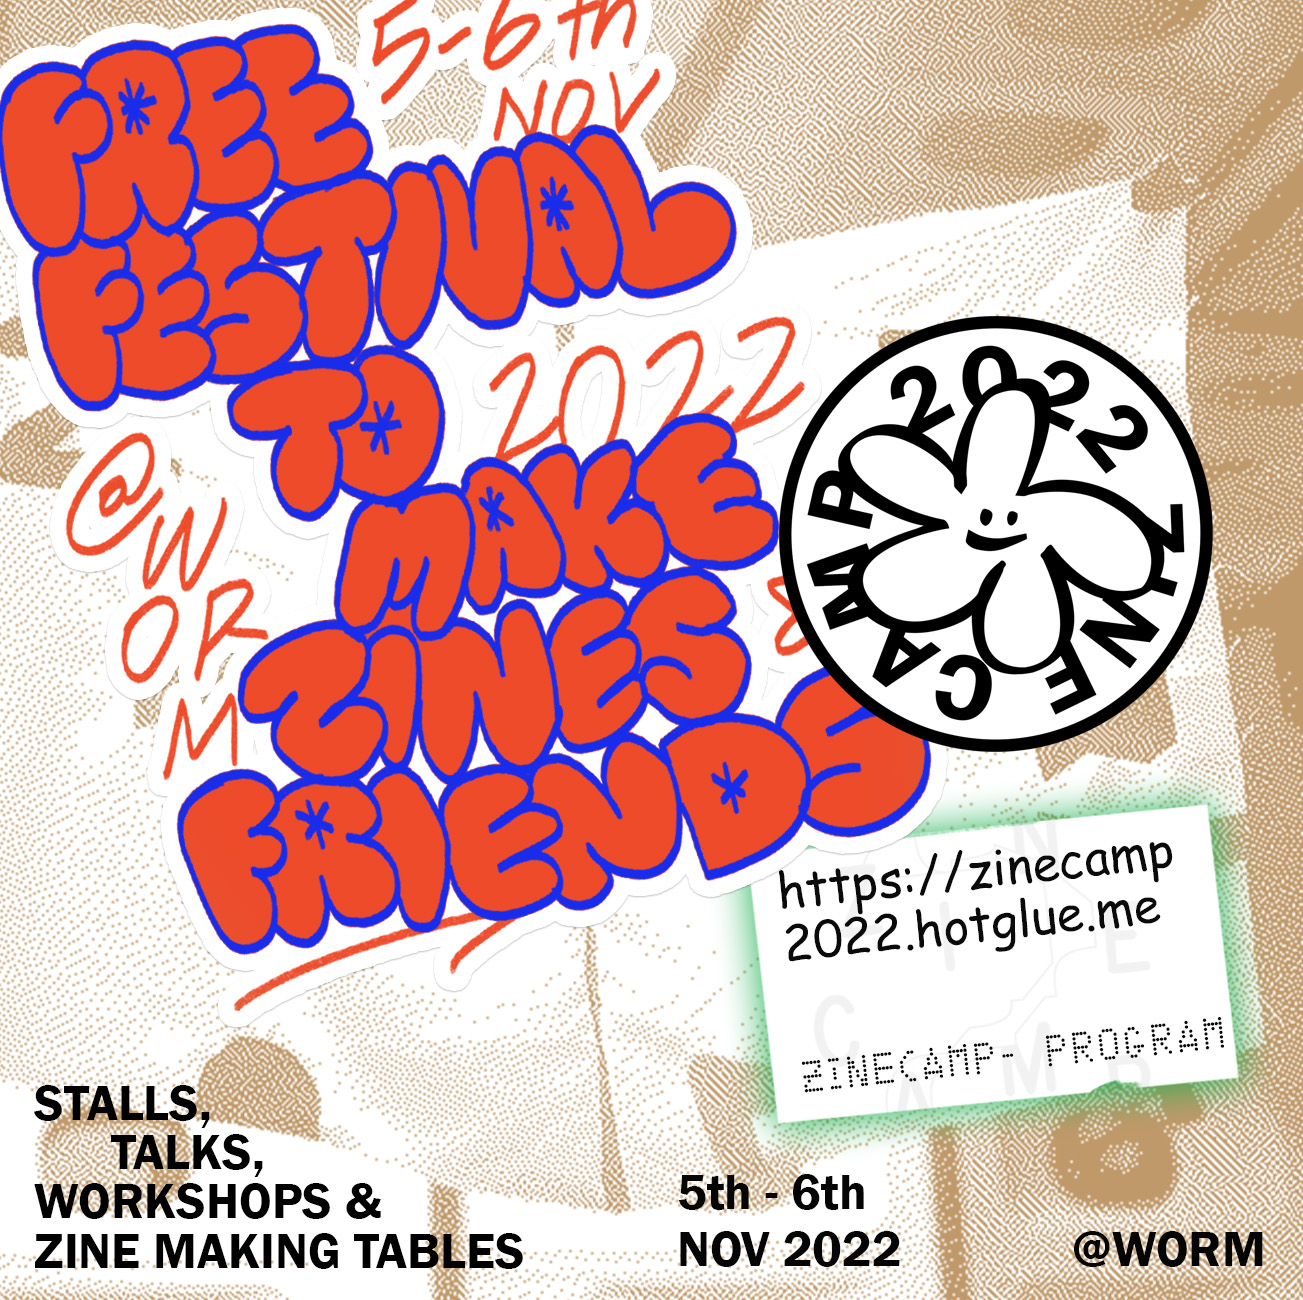 5-6th
NOV
FREE
FESTIVAL
TO
2022
MAKE
@
W
O R
M
ZINES
&
FRIENDS
2022 ZINE CAMP
https://zinecamp
2022.hotglue.me
Z I N E
C A M P
ZINECAMP- PROGRAM
STALLS,
TALKS,
WORKSHOPS &
ZINE MAKING TABLES
5th - 6th
NOV 2022
@WORM